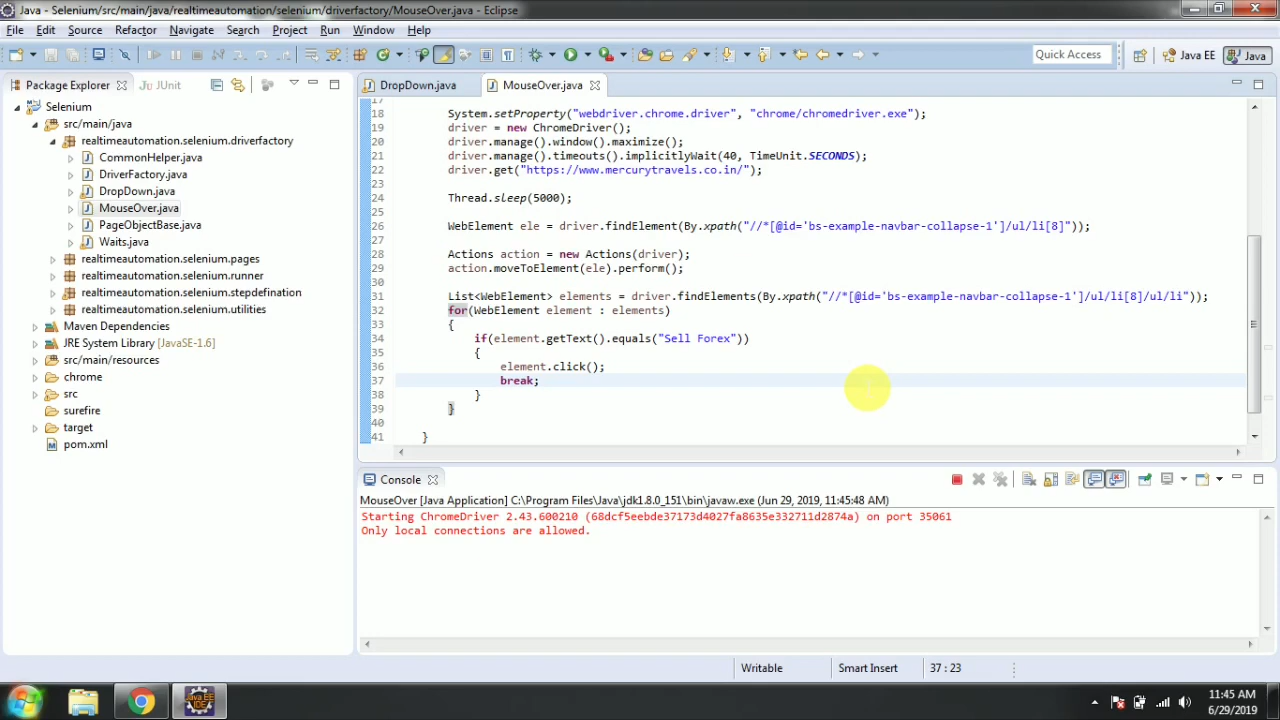 Java - Selenium/src/main/java/realtimeautomation/selenium/driverfactory/MouseOver.java - Eclipse
File Edit Source Refactor Navigate Search Project Run Window Help
Quick Access Java EE Java
Package Explorer JUnit
DropDown.java MouseOver.java
Selenium
src/main/java
realtimeautomation.selenium.driverfactory
CommonHelper.java
DriverFactory.java
DropDown.java
MouseOver.java
PageObjectBase.java
Waits.java
realtimeautomation.selenium.pages
realtimeautomation.selenium.runner
realtimeautomation.selenium.stepdefination
realtimeautomation.selenium.utilities
Maven Dependencies
JRE System Library [JavaSE-1.6]
src/main/resources
chrome
src
surefire
target
pom.xml
17
18 System.setProperty("webdriver.chrome.driver", "chrome/chromedriver.exe");
19 driver = new ChromeDriver();
20 driver.manage().window().maximize();
21 driver.manage().timeouts().implicitlyWait(40, TimeUnit.SECONDS);
22 driver.get("https://www.mercurytravels.co.in/");
23
24 Thread.sleep(5000);
25
26 WebElement ele = driver.findElement(By.xpath("//*[@id='bs-example-navbar-collapse-1']/ul/li[8]"));
27
28 Actions action = new Actions(driver);
29 action.moveToElement(ele).perform();
30
31 List<WebElement> elements = driver.findElements(By.xpath("//*[@id='bs-example-navbar-collapse-1']/ul/li[8]/ul/li"));
32 for(WebElement element : elements)
33 {
34 if(element.getText().equals("Sell Forex"))
35 {
36 element.click();
37 break;
38 }
39 }
40
41 }
Console
MouseOver [Java Application] C:\Program Files\Java\jdk1.8.0_151\bin\javaw.exe (Jun 29, 2019, 11:45:48 AM)
Starting ChromeDriver 2.43.600210 (68dcf5eebde37173d4027fa8635e332711d2874a) on port 35061
Only local connections are allowed.
Writable Smart Insert 37 : 23
Java EE
IDE
11:45 AM
6/29/2019